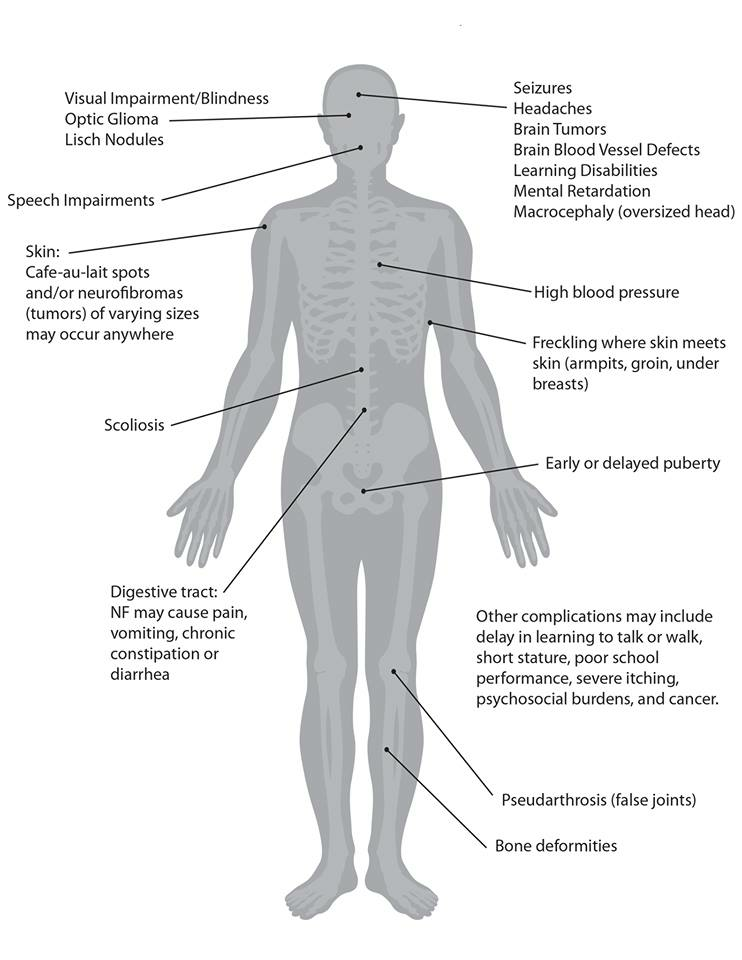 Visual Impairment/Blindness
Optic Glioma
Lisch Nodules
Seizures
Headaches
Brain Tumors
Brain Blood Vessel Defects
Learning Disabilities
Mental Retardation
Macrocephaly (oversized head)
Speech Impairments
Skin:
Cafe-au-lait spots
and/or neurofibromas
(tumors) of varying sizes
may occur anywhere
High blood pressure
Freckling where skin meets
skin (armpits, groin, under
breasts)
Scoliosis
Early or delayed puberty
Digestive tract:
NF may cause pain,
vomiting, chronic
constipation or
diarrhea
Other complications may include
delay in learning to talk or walk,
short stature, poor school
performance, severe itching,
psychosocial burdens, and cancer.
Pseudarthrosis (false joints)
Bone deformities